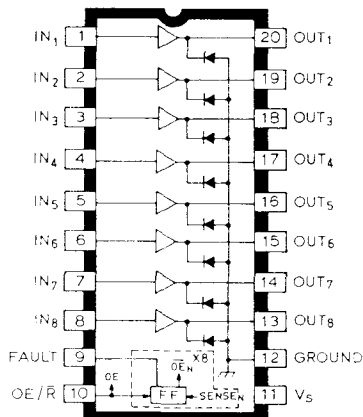 IN₁ 1 20 OUT₁
IN₂ 2 19 OUT₂
IN₃ 3 18 OUT₃
IN₄ 4 17 OUT₄
IN₅ 5 16 OUT₅
IN₆ 6 15 OUT₆
IN₇ 7 14 OUT₇
IN₈ 8 13 OUT₈
X8
FAULT 9 OE̅N 12 GROUND
OE/R̅ 10 OE FF SENSEN 11 VS